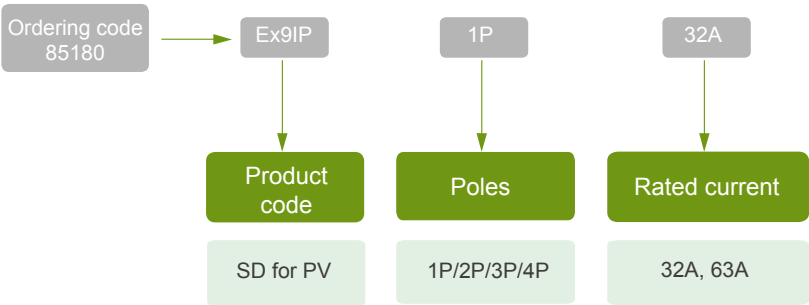 Ordering code
85180
Ex9IP
1P
32A
Product
code
Poles
Rated current
SD for PV
1P/2P/3P/4P
32A, 63A